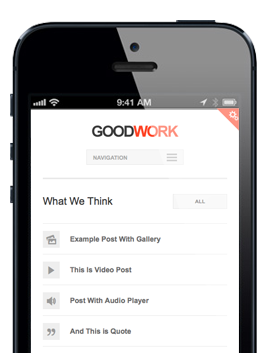 9:41 AM
GOODWORK
NAVIGATION
What We Think
ALL
Example Post With Gallery
This is Video Post
Post With Audio Player
And This is Quote